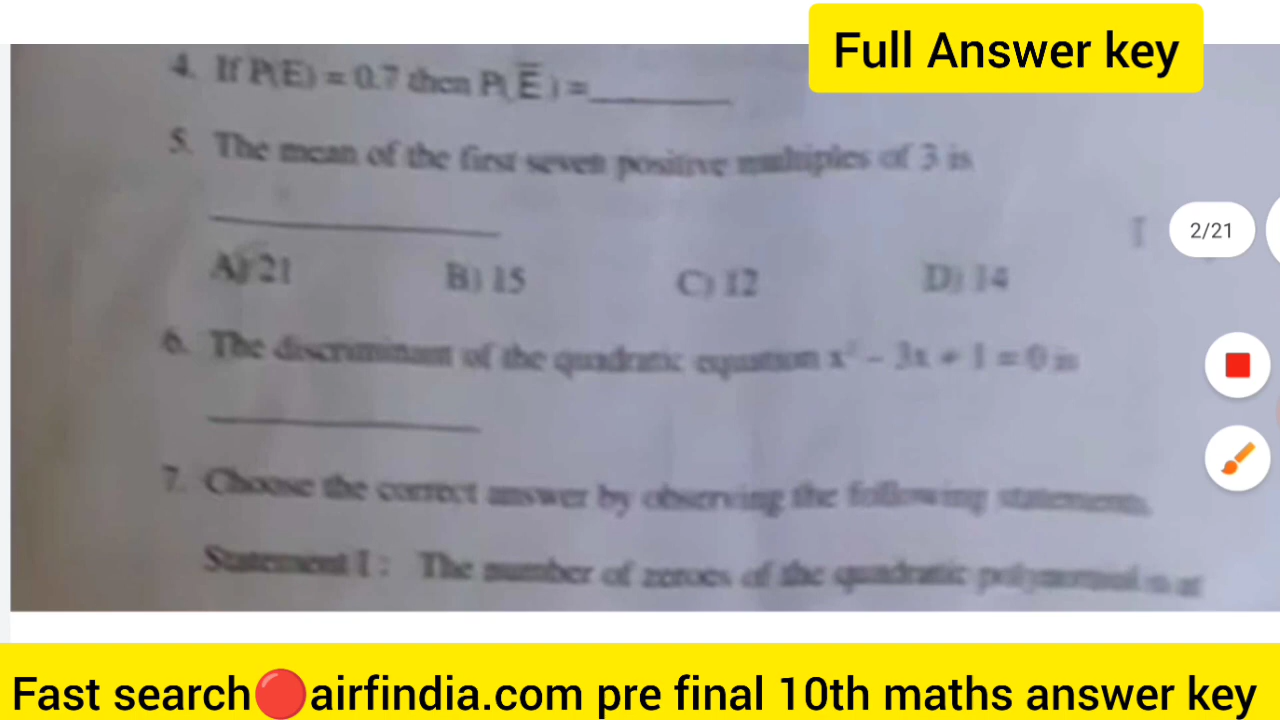 Full Answer key
4. If P(E) = 0.7 then P(E̅) = ________
5. The mean of the first seven positive multiples of 3 is
________
A) 21 B) 15 C) 12 D) 14
2/21
6. The discriminant of the quadratic equation x² – 3x + 1 = 0 is
________
7. Choose the correct answer by observing the following statements.
Statement I : The number of zeroes of the quadratic polynomial is at
Fast search🔴airfindia.com pre final 10th maths answer key